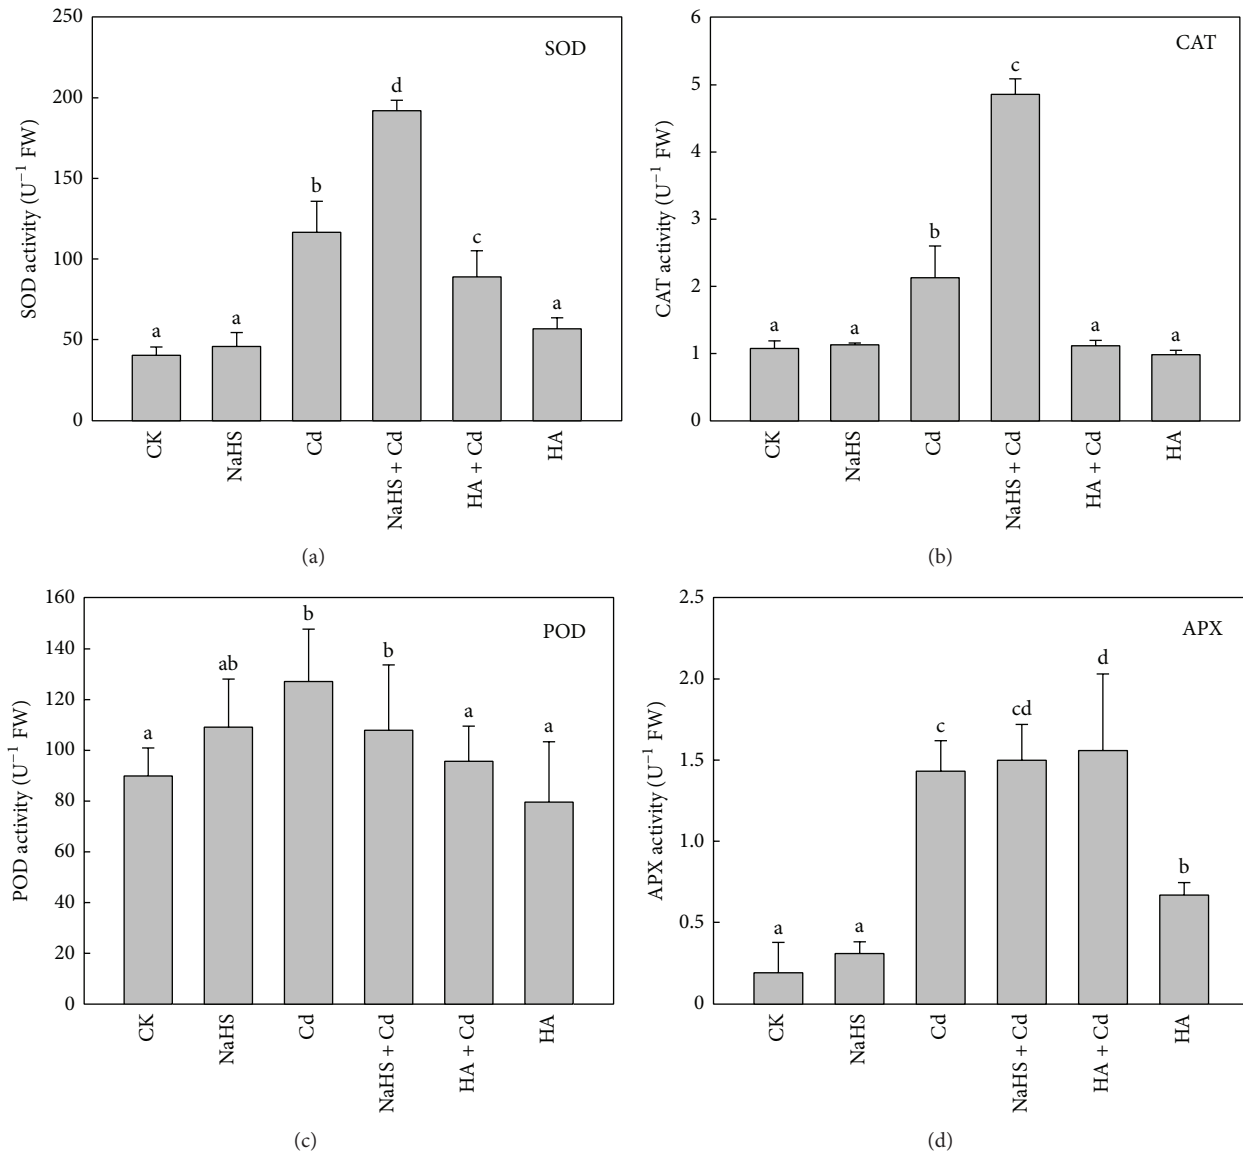 SOD
SOD activity (U⁻¹ FW)
250
200
150
100
50
0
a
a
b
d
c
a
CK
NaHS
Cd
NaHS + Cd
HA + Cd
HA
(a)
CAT
CAT activity (U⁻¹ FW)
6
5
4
3
2
1
0
a
a
b
c
a
a
CK
NaHS
Cd
NaHS + Cd
HA + Cd
HA
(b)
POD
POD activity (U⁻¹ FW)
160
140
120
100
80
60
40
20
0
a
ab
b
b
a
a
CK
NaHS
Cd
NaHS + Cd
HA + Cd
HA
(c)
APX
APX activity (U⁻¹ FW)
2.5
2.0
1.5
1.0
0.5
0
a
a
c
cd
d
b
CK
NaHS
Cd
NaHS + Cd
HA + Cd
HA
(d)